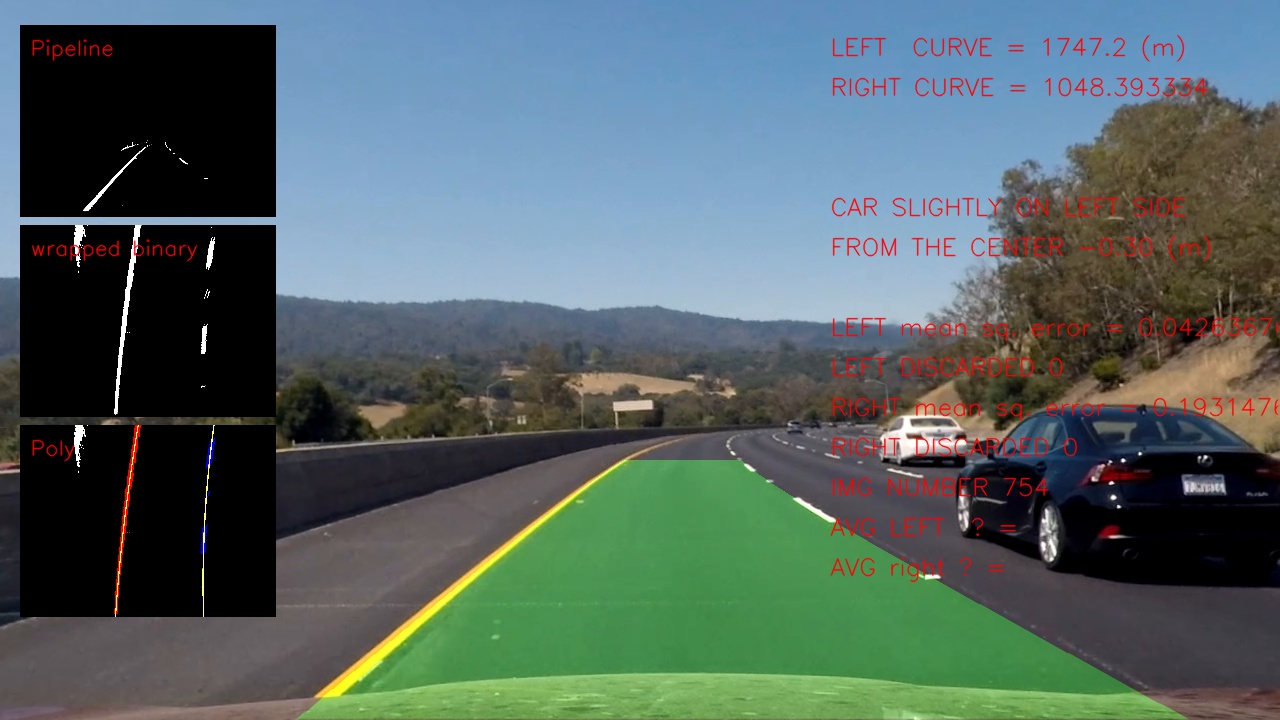 Pipeline
wrapped binary
Poly
LEFT CURVE = 1747.2 (m)
RIGHT CURVE = 1048.393334
CAR SLIGHTLY ON LEFT SIDE
FROM THE CENTER -0.30 (m)
LEFT mean sq. error = 0.0426367
LEFT DISCARDED 0
RIGHT mean sq. error = 0.193147
RIGHT DISCARDED 0
IMG NUMBER 754
AVG LEFT ? =
AVG right ? =